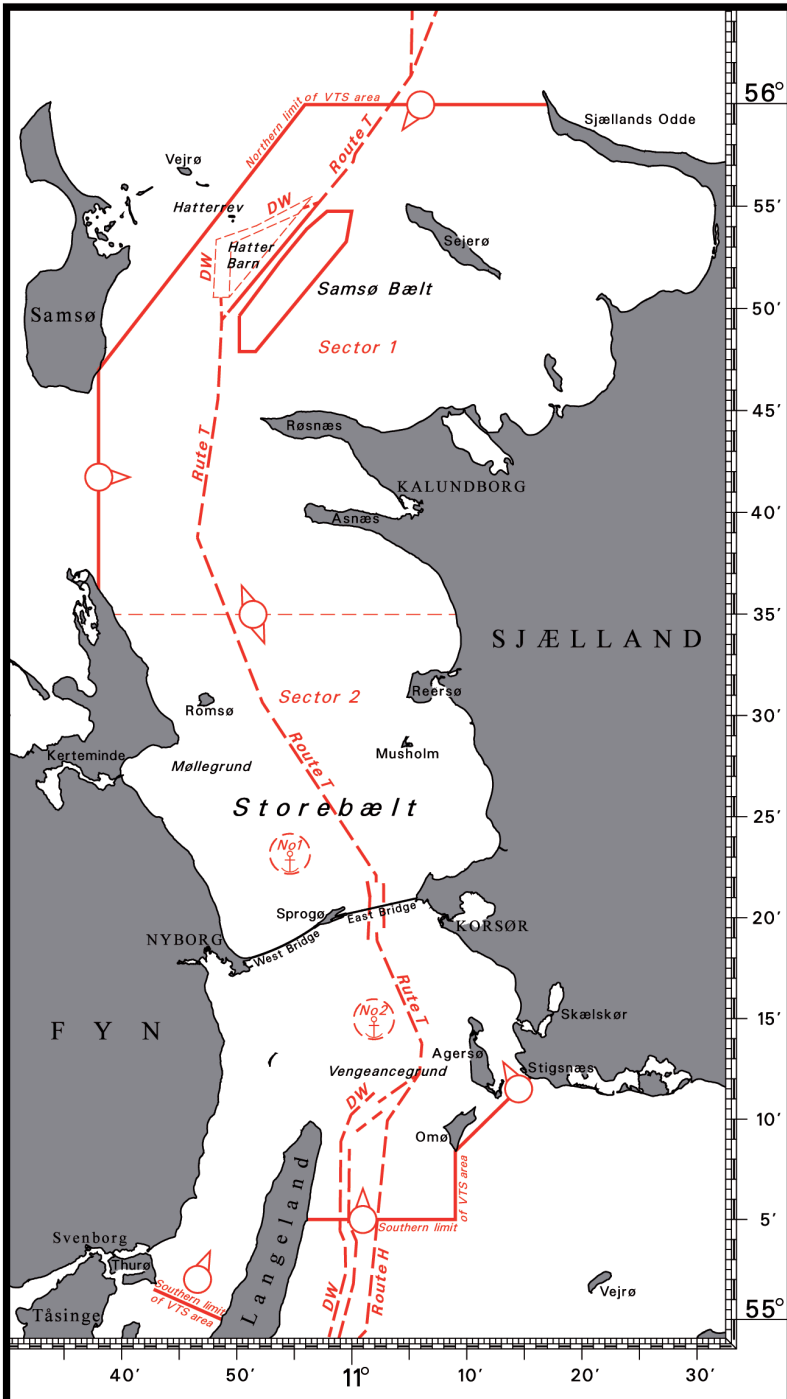 56°
Northern limit of VTS area
Sjællands Odde
Route T
Vejrø
DW
Hatterrev
55′
Sejerø
Hatter
Barn
DW
Samsø Bælt
Samsø
50′
Sector 1
45′
Røsnæs
Rute T
KALUNDBORG
Asnæs
40′
35′
SJÆLLAND
Reersø
Sector 2
Romsø
30′
Route T
Musholm
Kerteminde
Møllegrund
Storebælt
25′
No1
Sprogø
East Bridge
20′
KORSØR
NYBORG
West Bridge
Route T
No2
Skælskør
15′
FYN
Agersø
Stigsnæs
Vengeancegrund
DW
10′
Omø
Southern limit
of VTS area
5′
Langeland
Svenborg
Thurø
Southern limit
of VTS area
DW
Route H
Vejrø
Tåsinge
55°
40′
50′
11°
10′
20′
30′